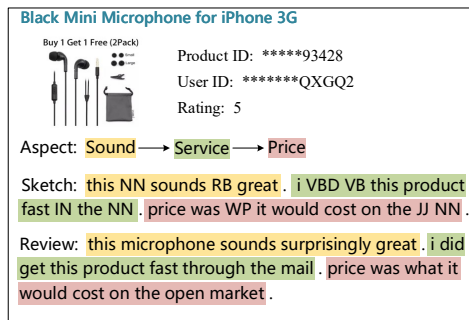 Black Mini Microphone for iPhone 3G
Buy 1 Get 1 Free (2Pack)
Small
Large
Product ID: *****93428
User ID: *******QXGQ2
Rating: 5
Aspect: Sound → Service → Price
Sketch: this NN sounds RB great . i VBD VB this product
fast IN the NN . price was WP it would cost on the JJ NN .
Review: this microphone sounds surprisingly great . i did
get this product fast through the mail . price was what it
would cost on the open market .